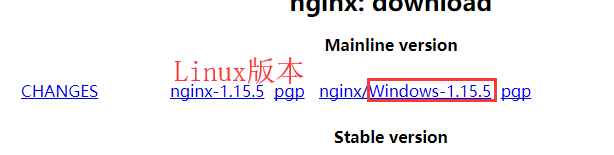 nginx: download
Mainline version
Linux版本
CHANGES nginx-1.15.5 pgp nginx/Windows-1.15.5 pgp
Stable version